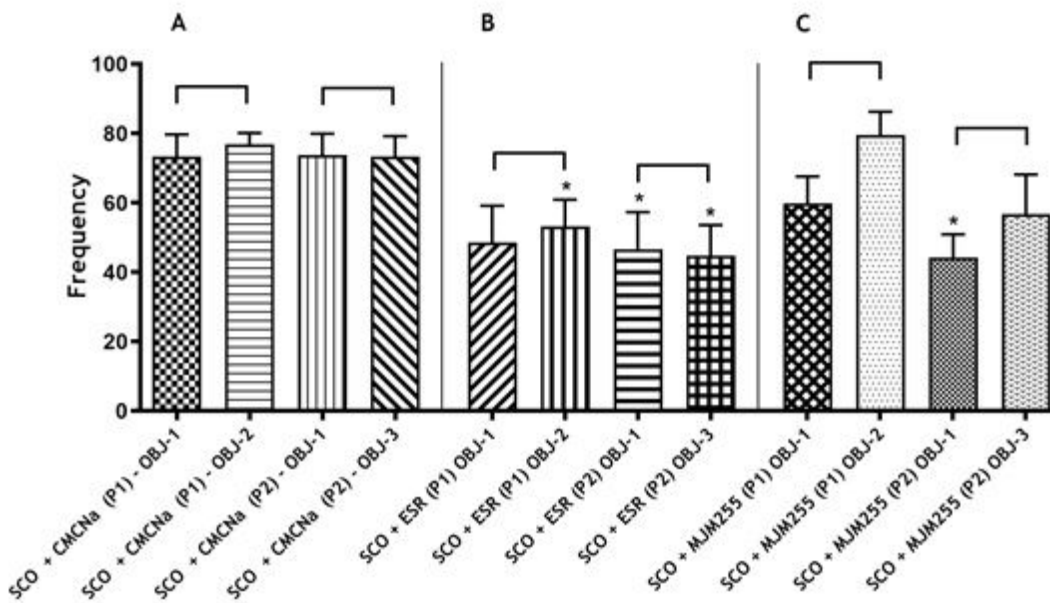 A
B
C
Frequency
100
80
60
40
20
0
*
*
*
*
SCO + CMCNa (P1) - OBJ-1
SCO + CMCNa (P1) - OBJ-2
SCO + CMCNa (P2) - OBJ-1
SCO + CMCNa (P2) - OBJ-3
SCO + ESR (P1) OBJ-1
SCO + ESR (P1) OBJ-2
SCO + ESR (P2) OBJ-1
SCO + ESR (P2) OBJ-3
SCO + MJM255 (P1) OBJ-1
SCO + MJM255 (P1) OBJ-2
SCO + MJM255 (P2) OBJ-1
SCO + MJM255 (P2) OBJ-3